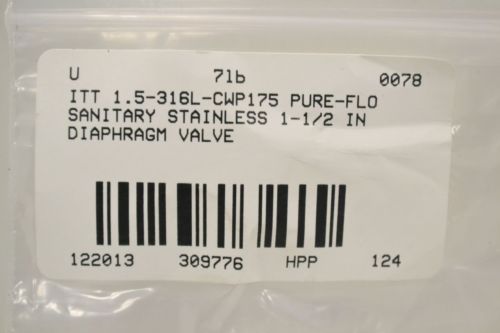 U 7lb 0078
ITT 1.5-316L-CWP175 PURE-FLO
SANITARY STAINLESS 1-1/2 IN
DIAPHRAGM VALVE
122013 309776 HPP 124